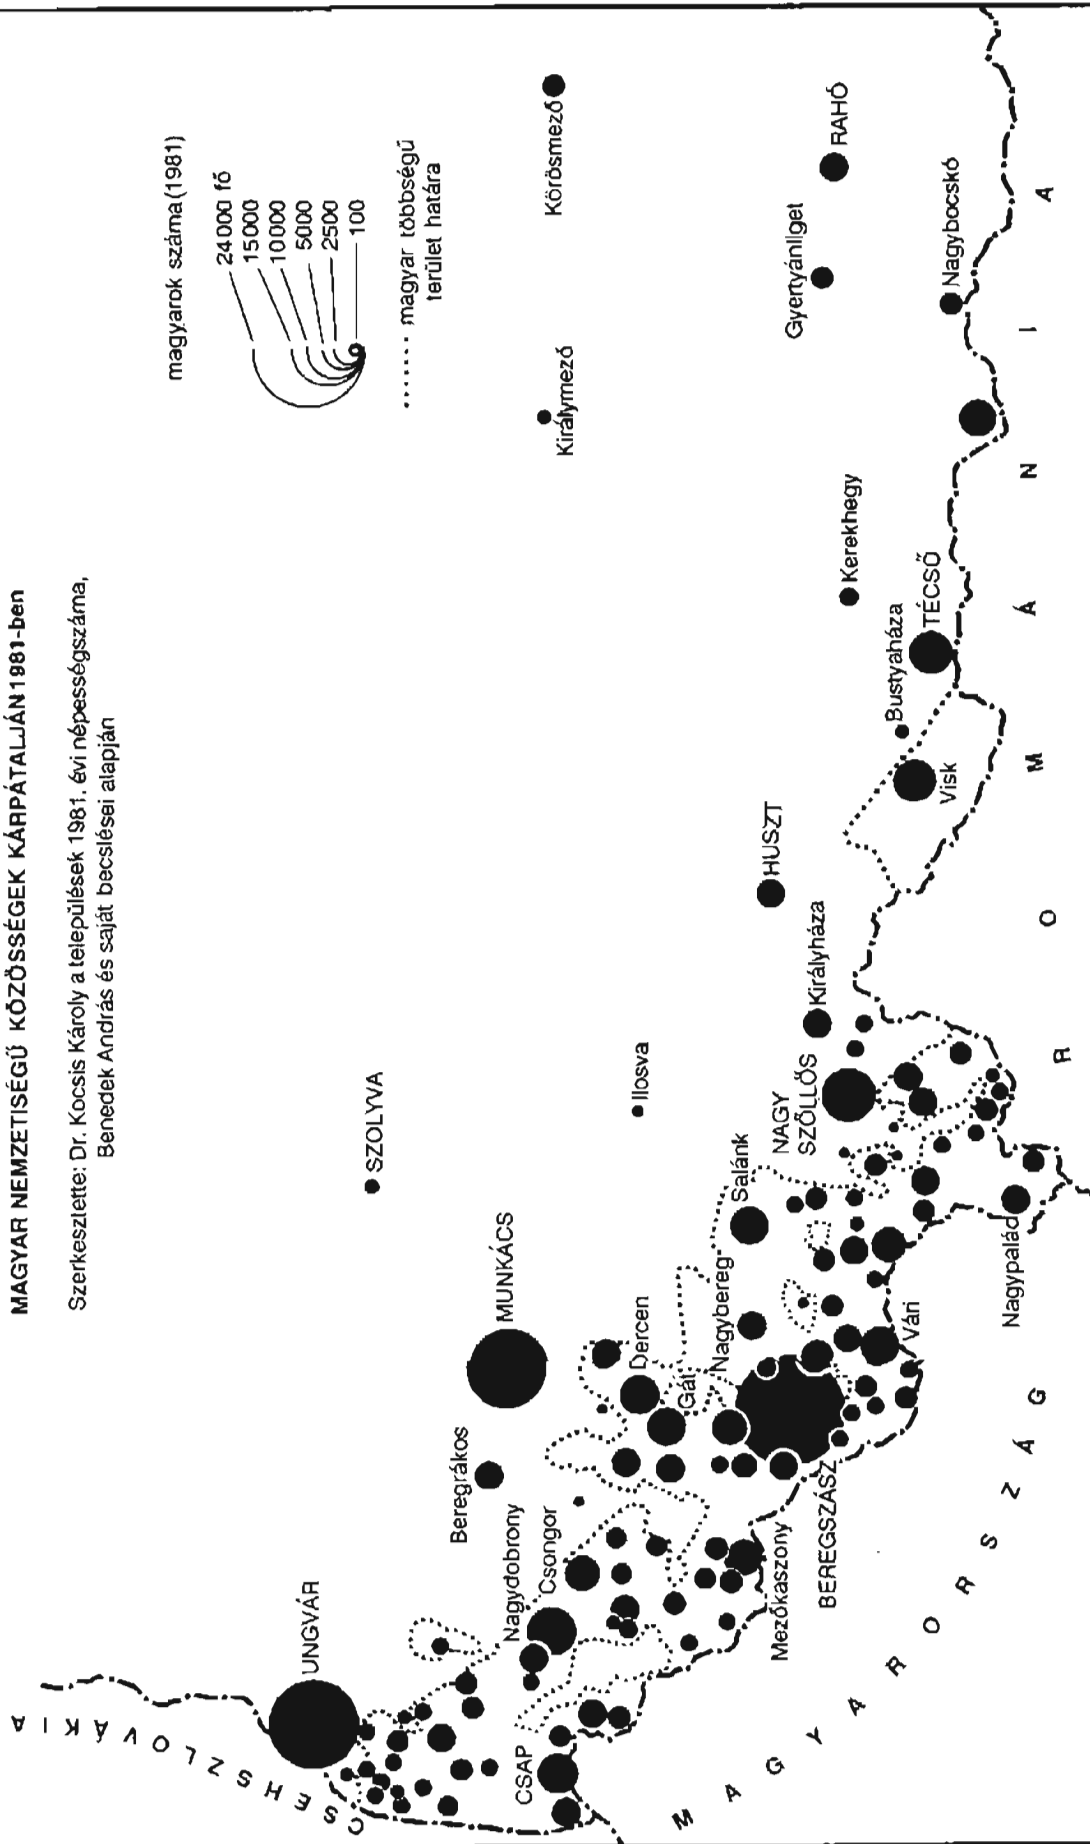 MAGYAR NEMZETISÉGŰ KÖZÖSSÉGEK KÁRPÁTALJÁN 1981-ben
Szerkesztette: Dr. Kocsis Károly a települések 1981. évi népességszáma,
Benedek András és saját becslései alapján
magyarok száma (1981)
24000 fő
15000
10000
5000
2500
100
magyar többségű
terület határa
CSEHSZLOVÁKIA
UNGVÁR
MUNKÁCS
SZOLYVA
Beregrákos
Királymező
Körösmező
Nagydobrony
Csongor
CSAP
Dercen
Gát
Nagybereg
Ilosva
Salánk
NAGY
SZŐLLŐS
Királyháza
HUSZT
Mezőkaszony
BEREGSZÁSZ
Vári
Nagypalád
Visk
Bustyaháza
TÉCSŐ
Kerekhegy
Gyertyánliget
RAHÓ
Nagybocskó
MAGYARORSZÁG
ROMÁNIA